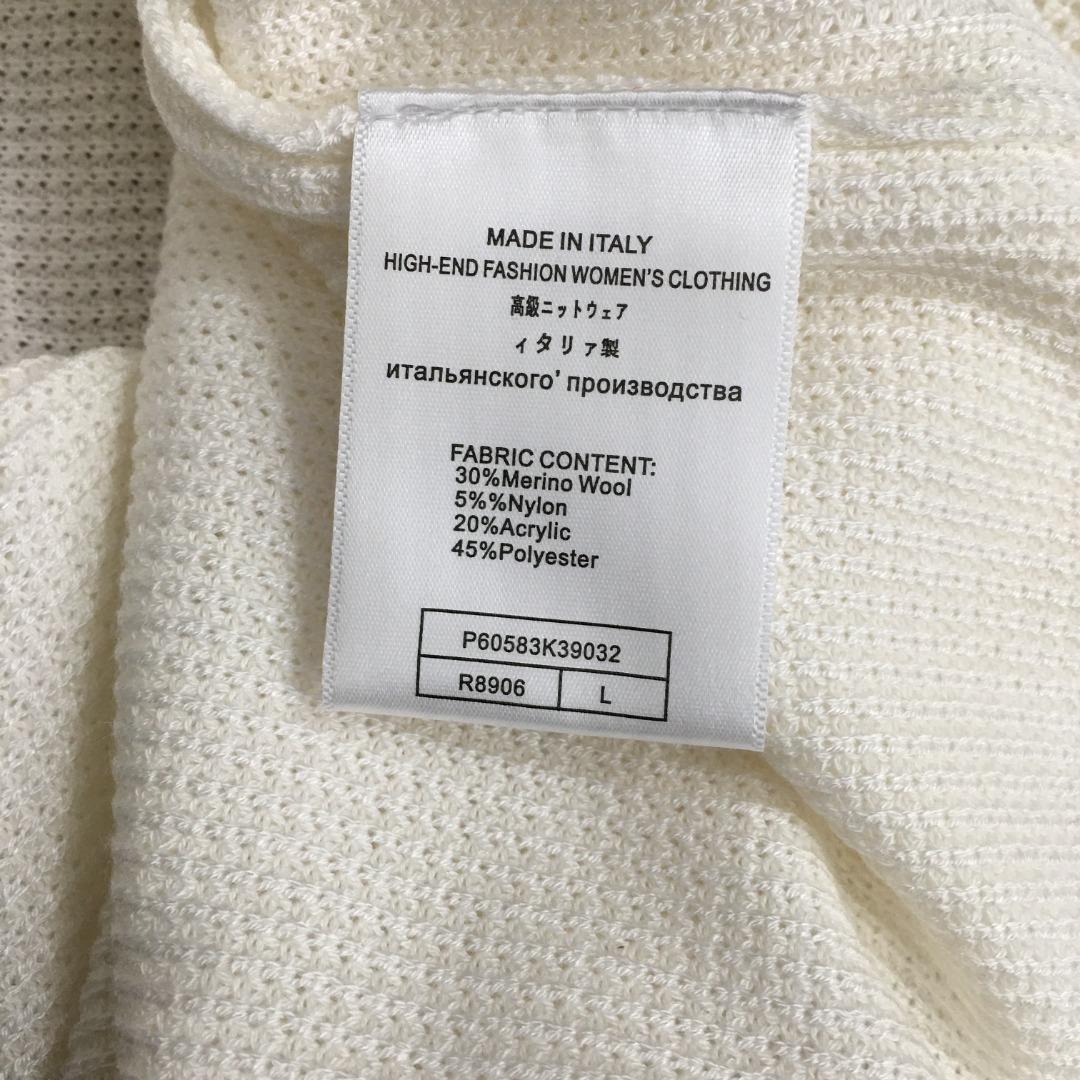 MADE IN ITALY
HIGH-END FASHION WOMEN'S CLOTHING
高級ニットウェア
ィタリァ製
итальянского' производства
FABRIC CONTENT:
30%Merino Wool
5%%Nylon
20%Acrylic
45%Polyester
P60583K39032
R8906 L